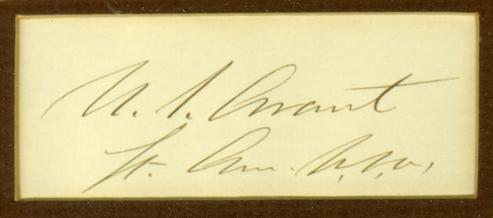 U. S. Grant
Lt. Gen. U.S.A.